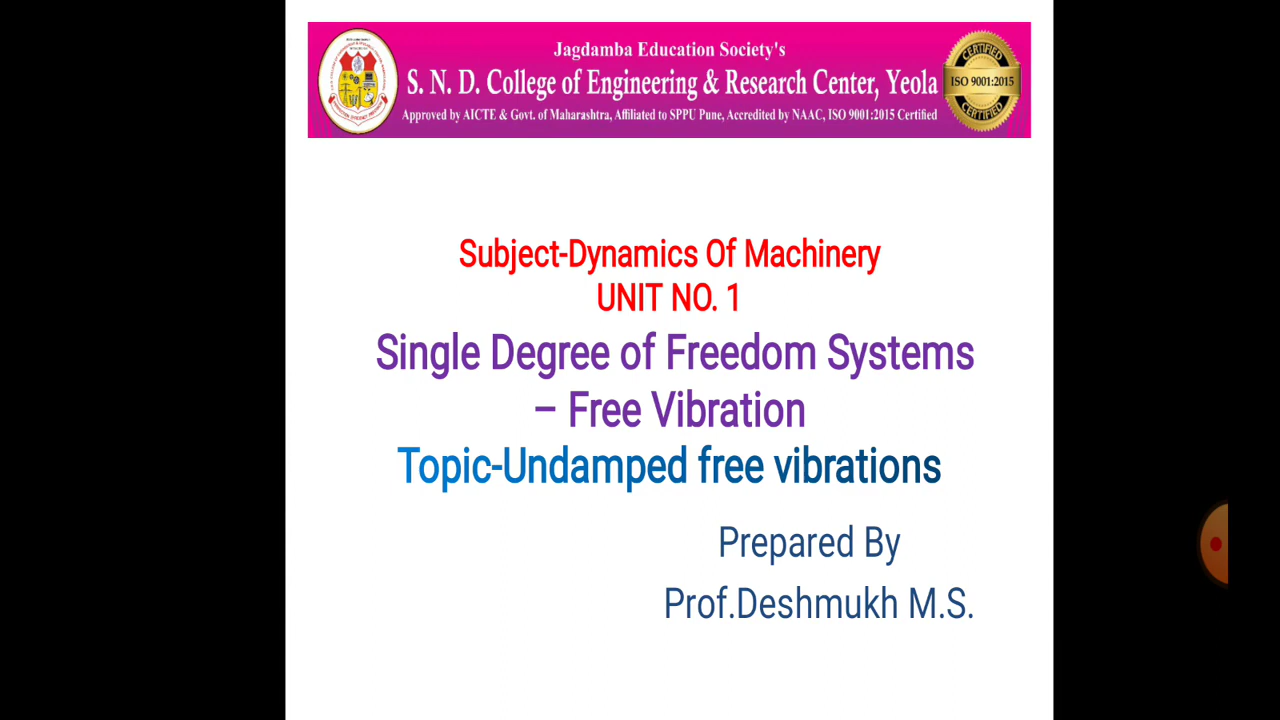 Jagdamba Education Society's
S. N. D. College of Engineering & Research Center, Yeola
Approved by AICTE & Govt. of Maharashtra, Affiliated to SPPU Pune, Accredited by NAAC, ISO 9001:2015 Certified
CERTIFIED
ISO 9001:2015
CERTIFIED
Subject-Dynamics Of Machinery
UNIT NO. 1
Single Degree of Freedom Systems
– Free Vibration
Topic-Undamped free vibrations
Prepared By
Prof.Deshmukh M.S.